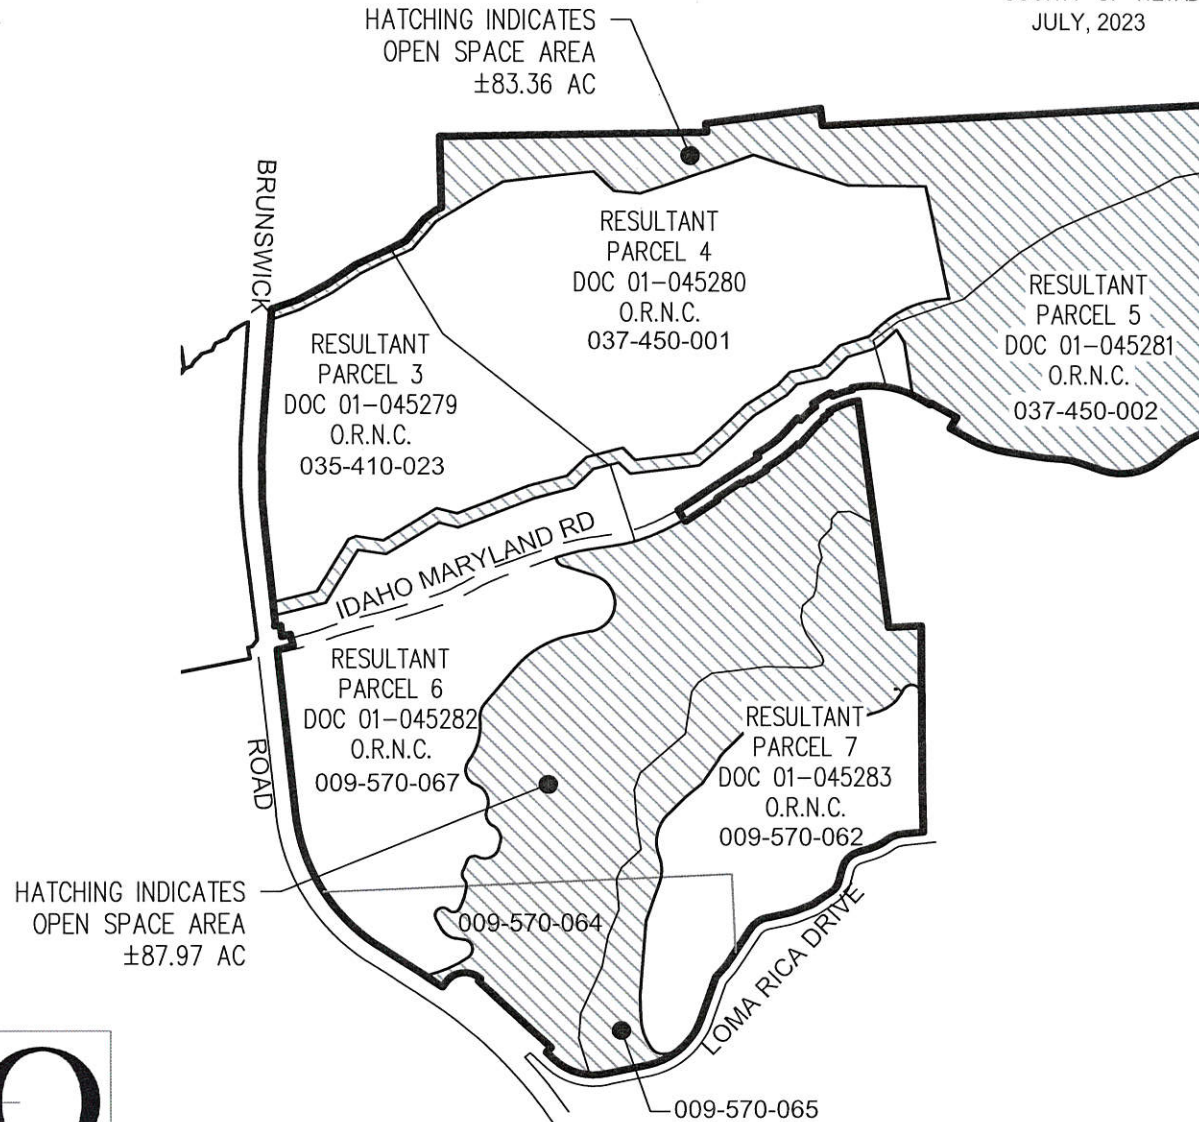 JULY, 2023
HATCHING INDICATES
OPEN SPACE AREA
±83.36 AC
BRUNSWICK
RESULTANT
PARCEL 4
DOC 01-045280
O.R.N.C.
037-450-001
RESULTANT
PARCEL 5
DOC 01-045281
O.R.N.C.
037-450-002
RESULTANT
PARCEL 3
DOC 01-045279
O.R.N.C.
035-410-023
IDAHO MARYLAND RD
RESULTANT
PARCEL 6
DOC 01-045282
O.R.N.C.
009-570-067
ROAD
RESULTANT
PARCEL 7
DOC 01-045283
O.R.N.C.
009-570-062
HATCHING INDICATES
OPEN SPACE AREA
±87.97 AC
009-570-064
LOMA RICA DRIVE
009-570-065